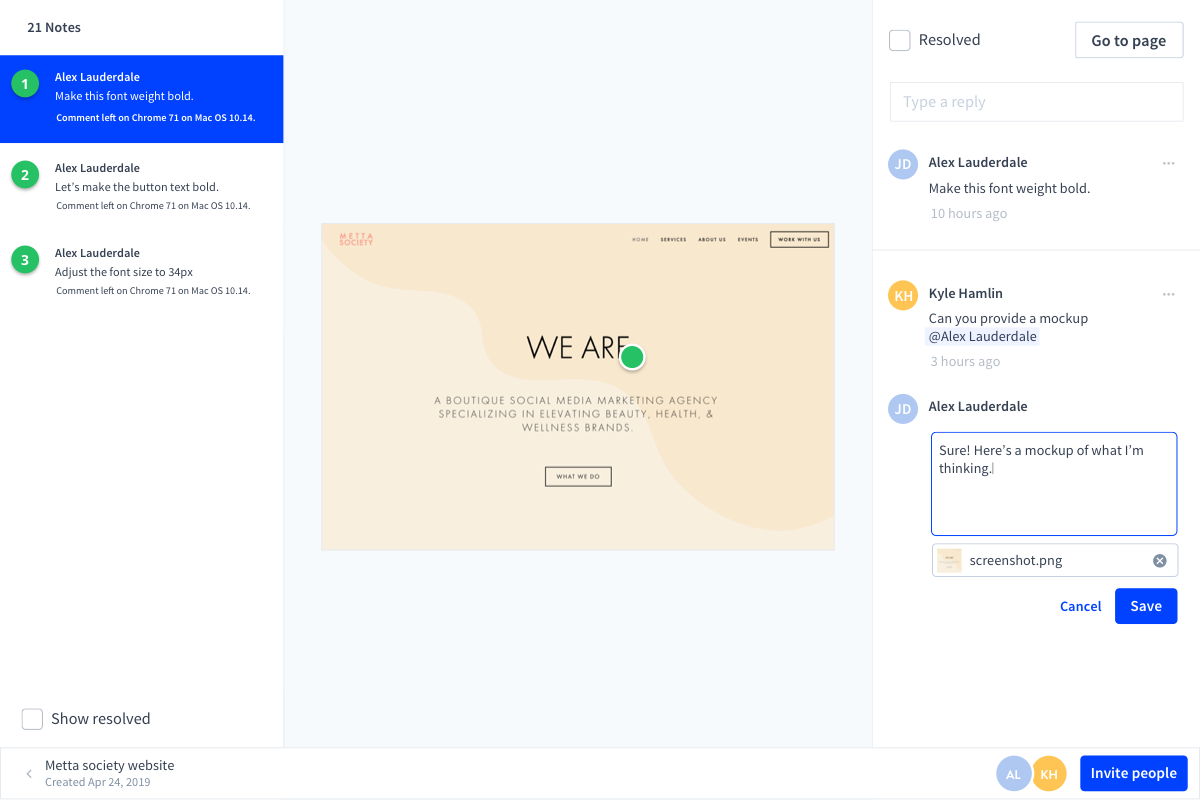 21 Notes
1
Alex Lauderdale
Make this font weight bold.
Comment left on Chrome 71 on Mac OS 10.14.
2
Alex Lauderdale
Let's make the button text bold.
Comment left on Chrome 71 on Mac OS 10.14.
3
Alex Lauderdale
Adjust the font size to 34px
Comment left on Chrome 71 on Mac OS 10.14.
Show resolved
METTA
SOCIETY
HOME SERVICES ABOUT US EVENTS WORK WITH US
WE ARE
A BOUTIQUE SOCIAL MEDIA MARKETING AGENCY
SPECIALIZING IN ELEVATING BEAUTY, HEALTH, &
WELLNESS BRANDS.
WHAT WE DO
Resolved
Go to page
Type a reply
JD
Alex Lauderdale
Make this font weight bold.
10 hours ago
KH
Kyle Hamlin
Can you provide a mockup
@Alex Lauderdale
3 hours ago
JD
Alex Lauderdale
Sure! Here's a mockup of what I'm
thinking.
screenshot.png
Cancel
Save
Metta society website
Created Apr 24, 2019
AL
KH
Invite people